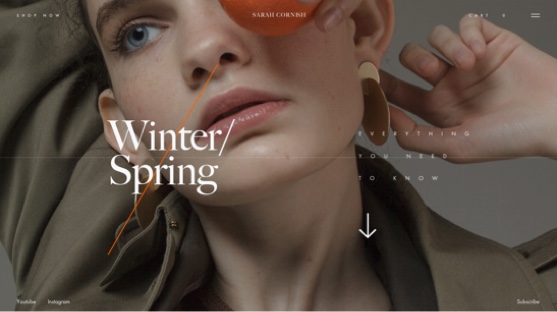 SHOP NOW
SARAH CORNISH
CART 0
Winter/
Spring
EVERYTHING
YOU NEED
TO KNOW
Youtube
Instagram
Subscribe